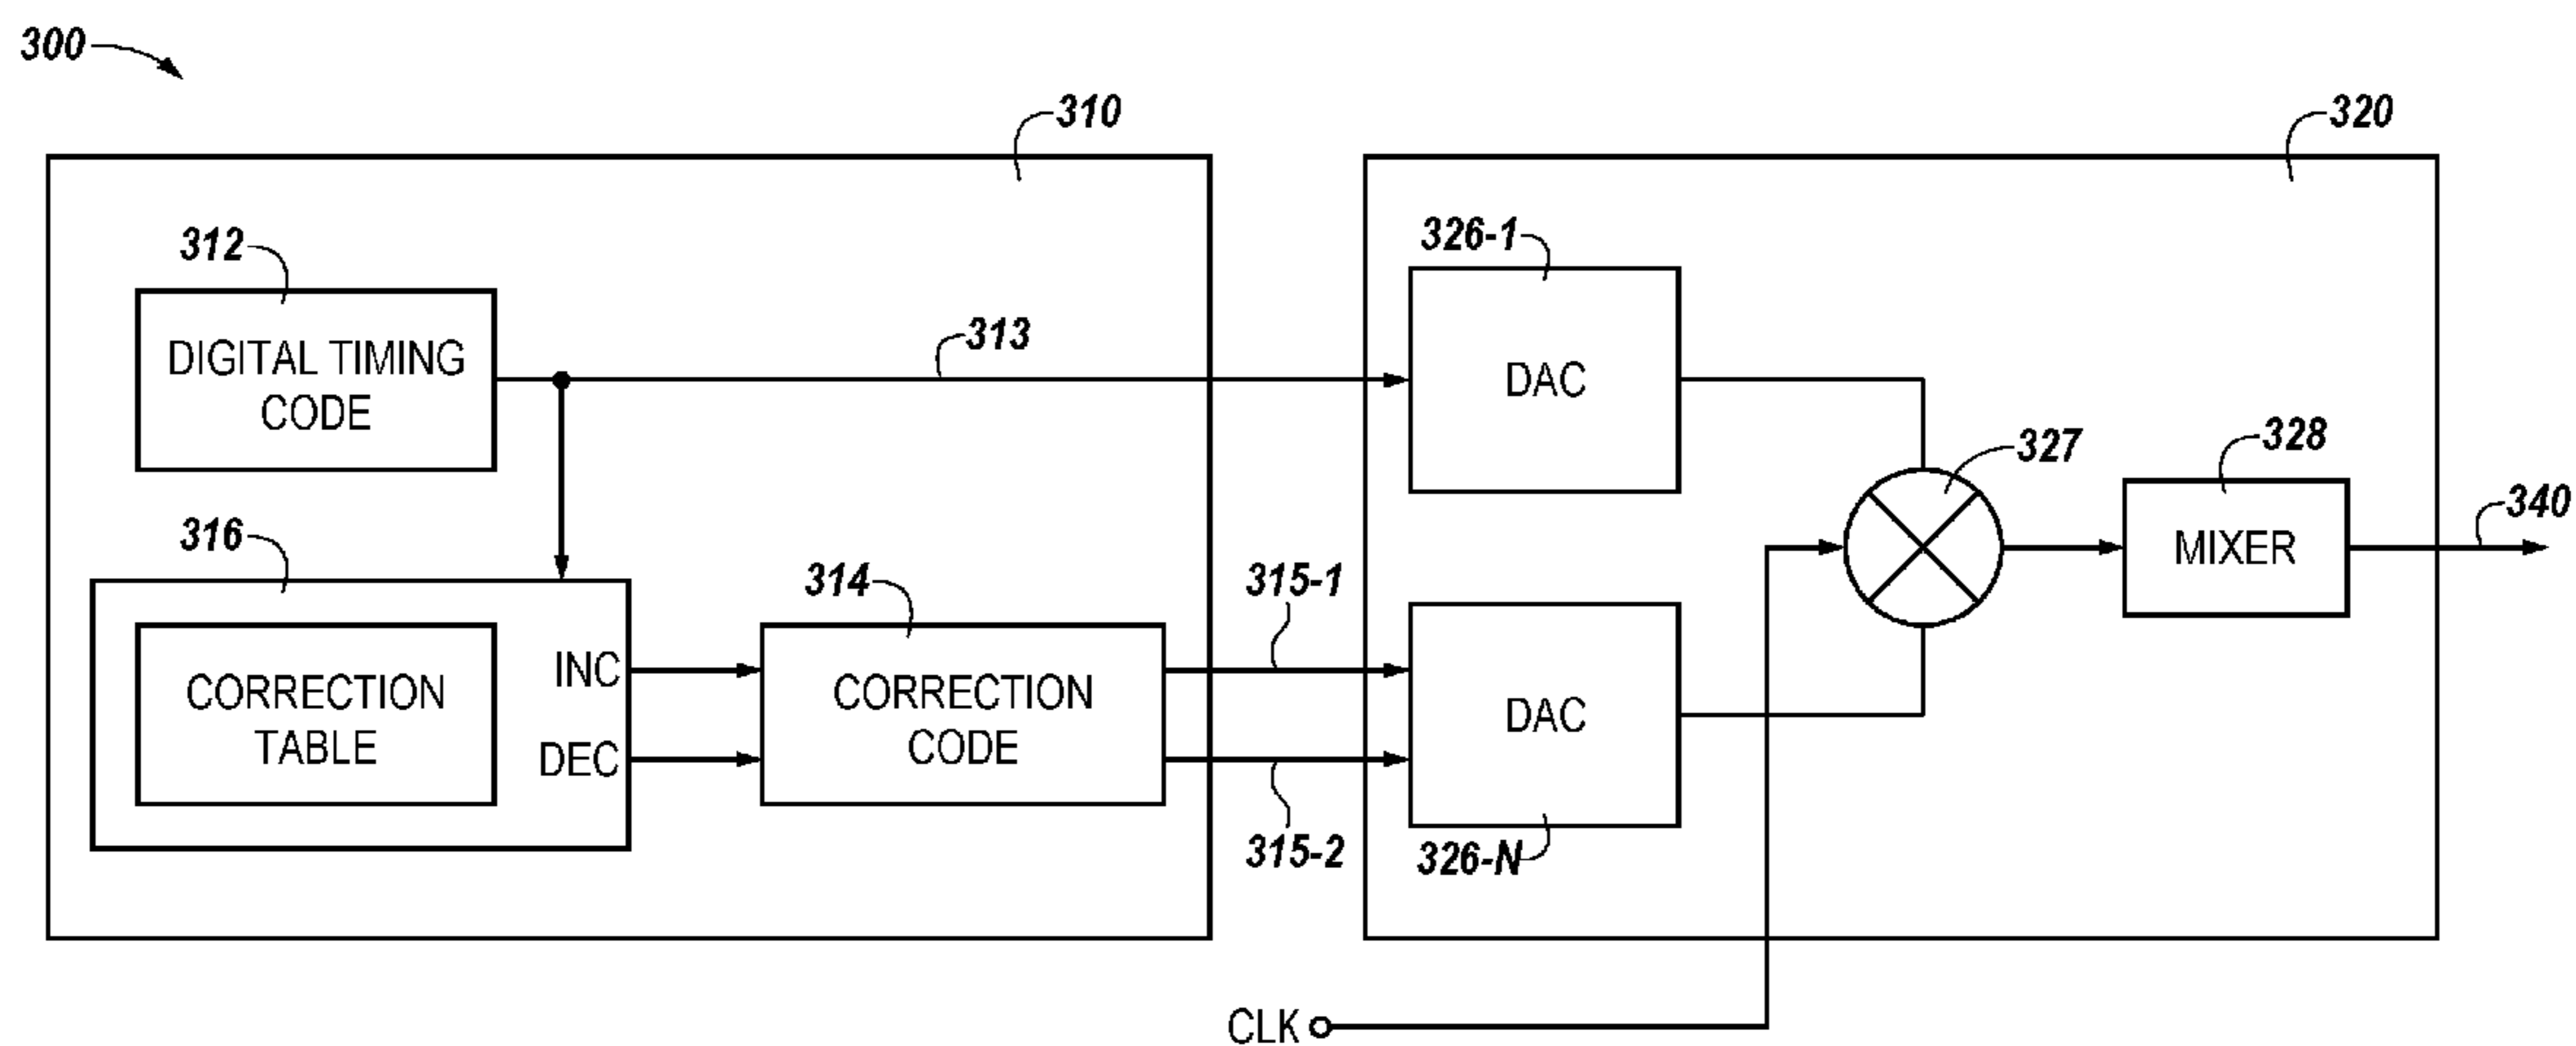 300
310
320
312
326-1
313
DIGITAL TIMING
CODE
DAC
327
328
340
316
314
315-1
MIXER
INC
CORRECTION
TABLE
DEC
CORRECTION
CODE
DAC
315-2
326-N
CLK